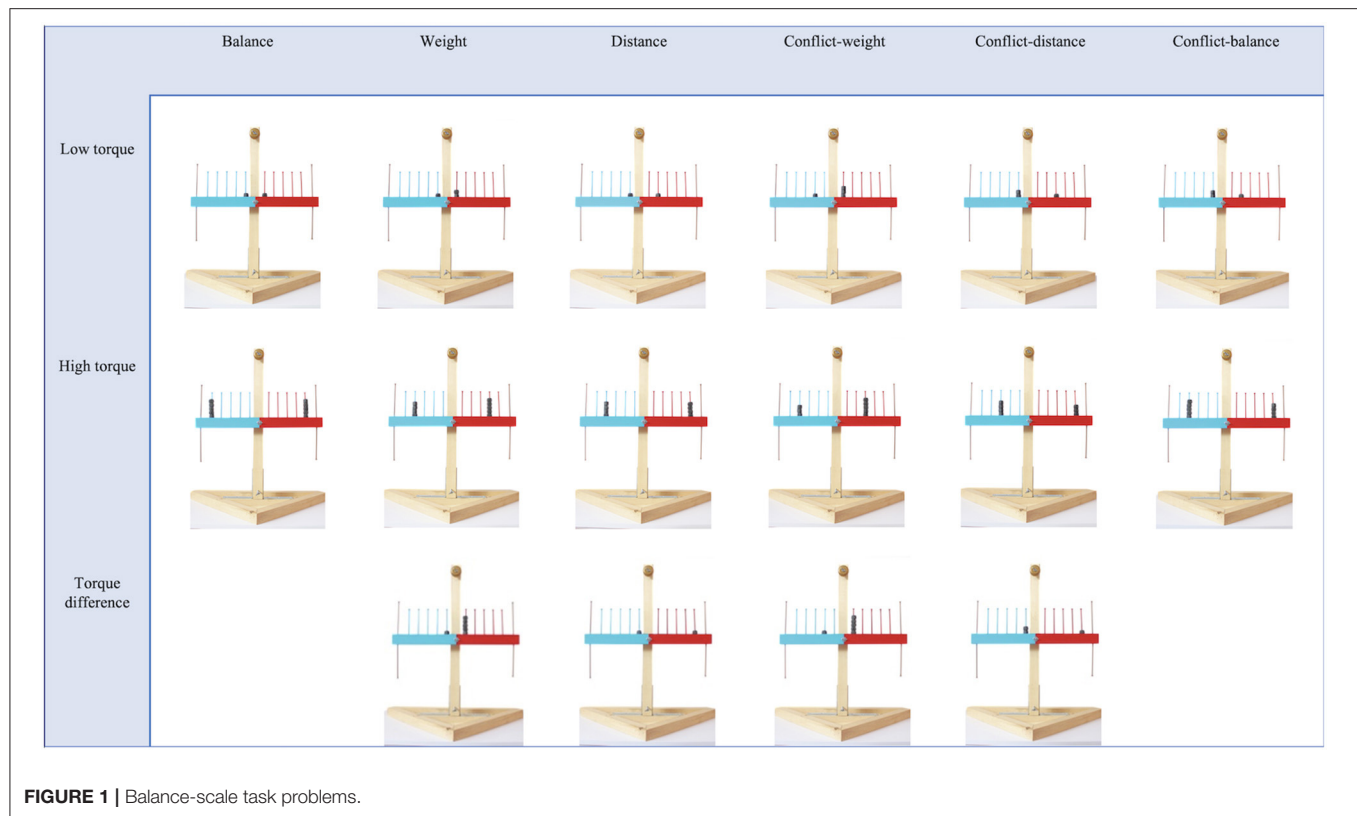 Balance Weight Distance Conflict-weight Conflict-distance Conflict-balance
Low torque
High torque
Torque
difference
FIGURE 1 | Balance-scale task problems.